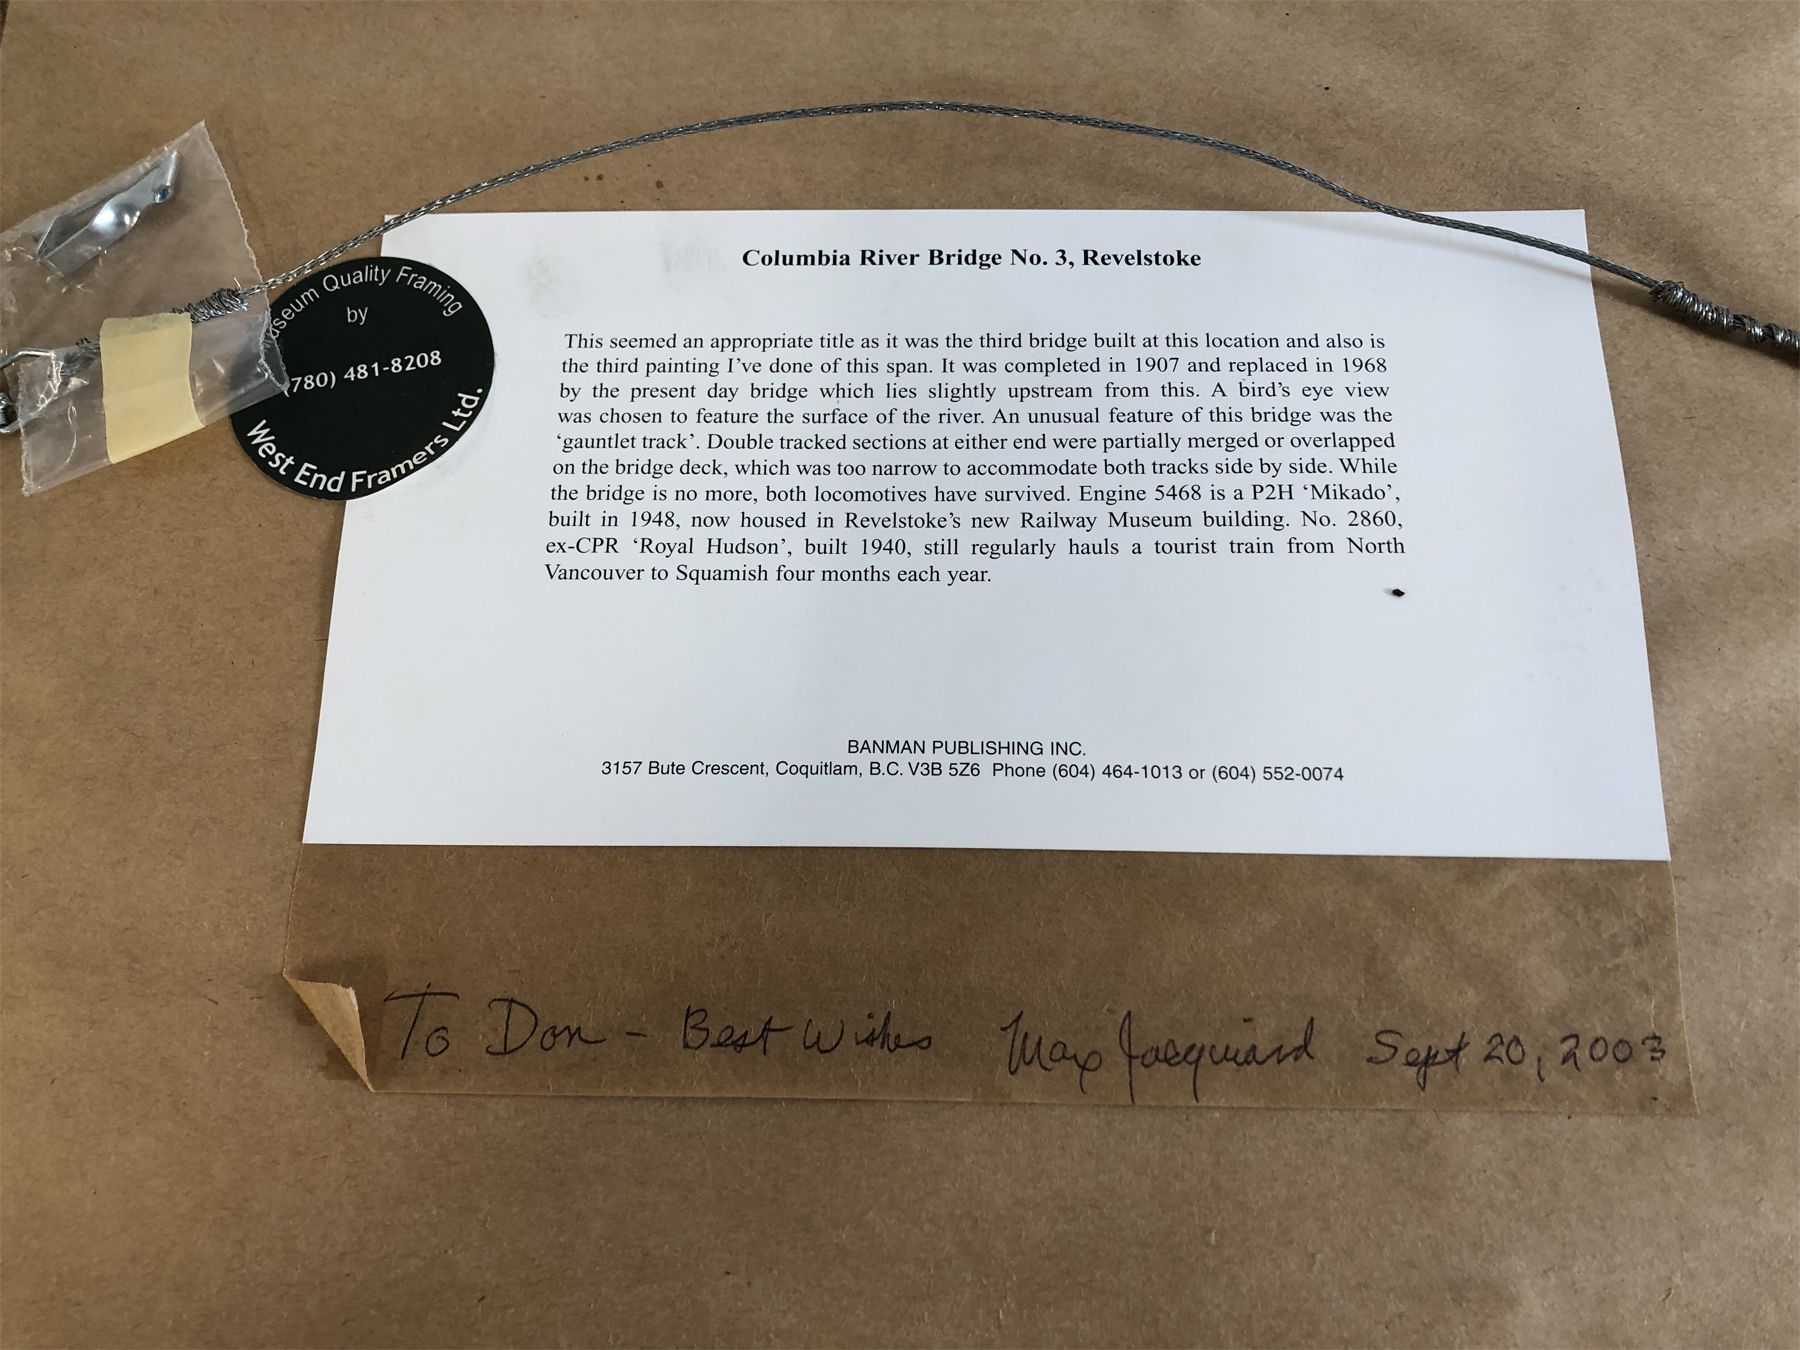 Columbia River Bridge No. 3, Revelstoke
This seemed an appropriate title as it was the third bridge built at this location and also is
the third painting I've done of this span. It was completed in 1907 and replaced in 1968
by the present day bridge which lies slightly upstream from this. A bird's eye view
was chosen to feature the surface of the river. An unusual feature of this bridge was the
‘gauntlet track’. Double tracked sections at either end were partially merged or overlapped
on the bridge deck, which was too narrow to accommodate both tracks side by side. While
the bridge is no more, both locomotives have survived. Engine 5468 is a P2H ‘Mikado’,
built in 1948, now housed in Revelstoke's new Railway Museum building. No. 2860,
ex-CPR ‘Royal Hudson’, built 1940, still regularly hauls a tourist train from North
Vancouver to Squamish four months each year.
BANMAN PUBLISHING INC.
3157 Bute Crescent, Coquitlam, B.C. V3B 5Z6 Phone (604) 464-1013 or (604) 552-0074
Museum Quality Framing
by
(780) 481-8208
West End Framers Ltd.
To Don - Best Wishes Max Jacquiard Sept 20, 2003